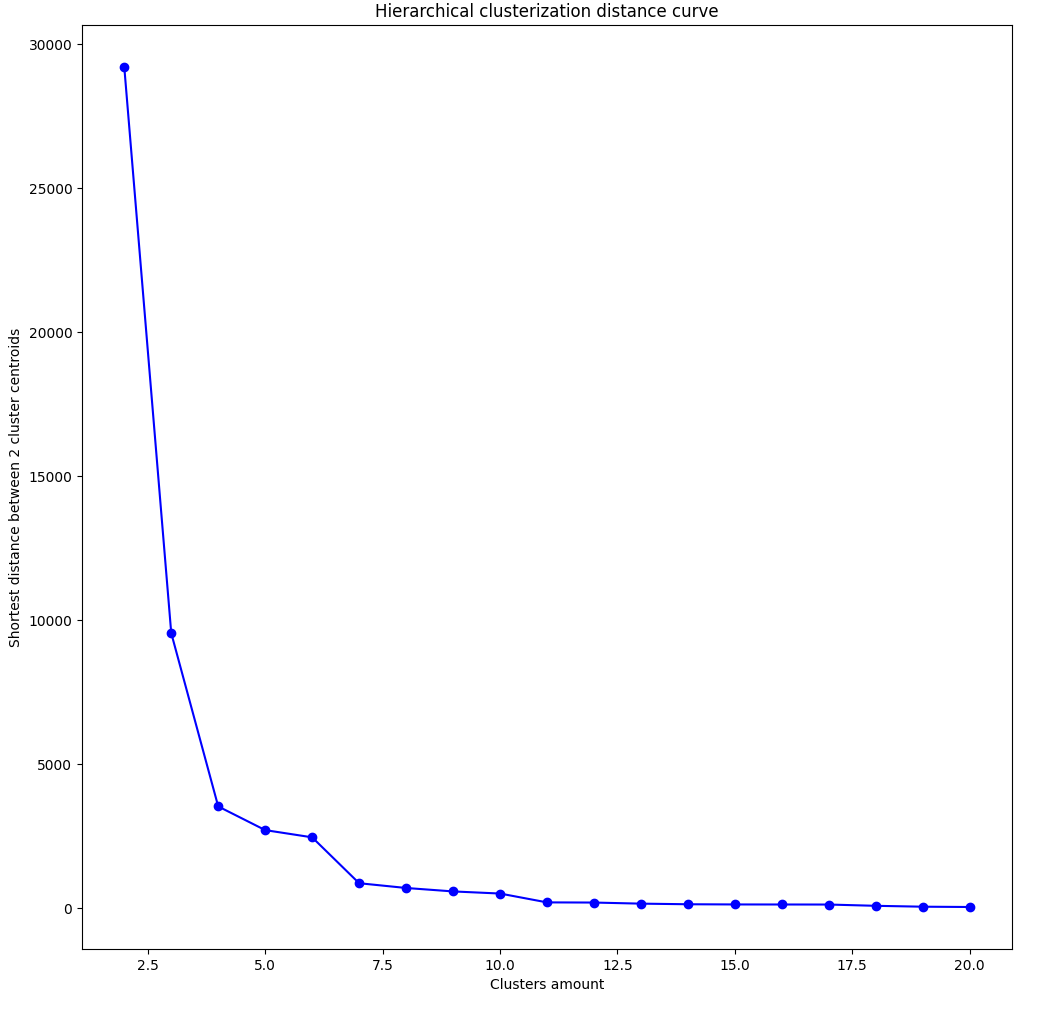 Hierarchical clusterization distance curve
30000
25000
20000
15000
10000
5000
0
Shortest distance between 2 cluster centroids
2.5 5.0 7.5 10.0 12.5 15.0 17.5 20.0
Clusters amount